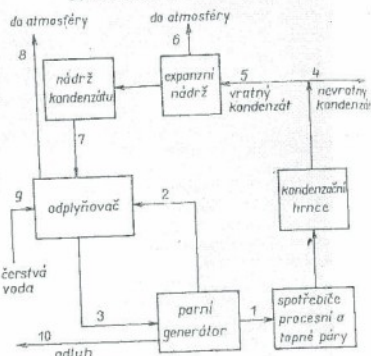 do atmosféry
do atmosféry
8
6
nádrž
kondenzátu
expanzní
nádrž
5
4
vratný
kondenzát
nevratný
7
kondenzační
hrnce
9
odplyňovač
2
čerstvá
voda
3
parní
generátor
1
spotřebiče
procesní a
topné páry
10
odluh